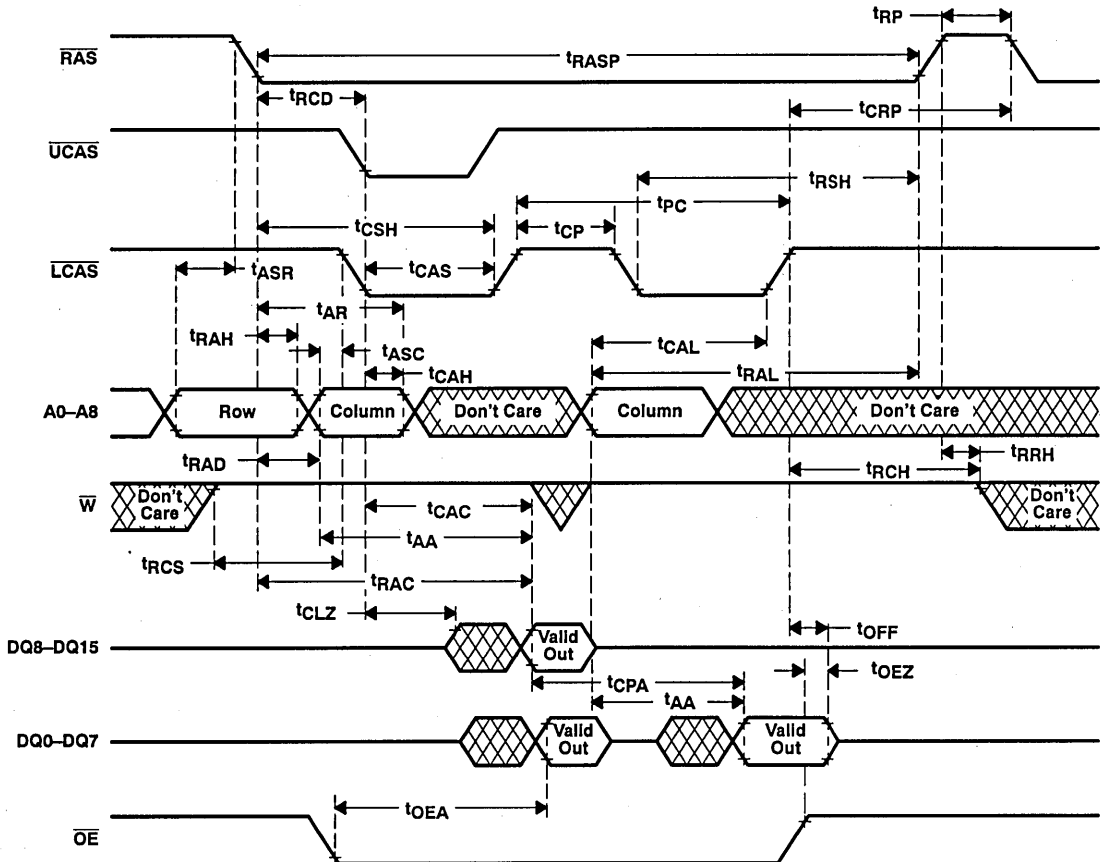 tRP
RAS
tRASP
tRCD
tCRP
UCAS
tRSH
tPC
tCSH
tCP
LCAS
tASR
tCAS
tAR
tRAH
tASC
tCAL
tCAH
tRAL
A0–A8
Row
Column
Don't Care
Column
Don't Care
tRAD
tRRH
tRCH
W
Don't
Care
tCAC
Don't
Care
tAA
tRCS
tRAC
tCLZ
tOFF
DQ8–DQ15
Valid
Out
tOEZ
tCPA
tAA
DQ0–DQ7
Valid
Out
Valid
Out
tOEA
OE